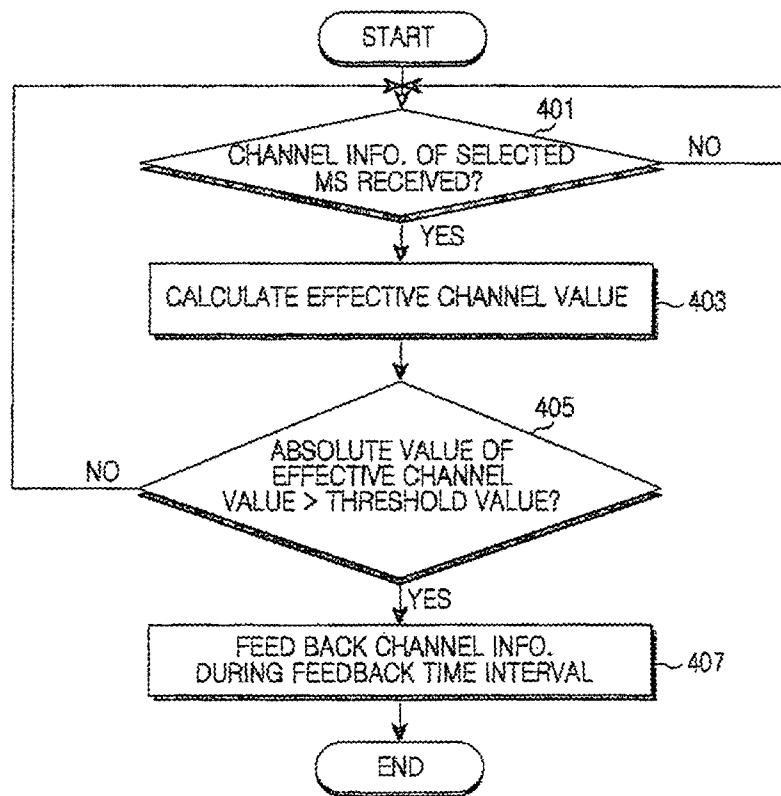 START
401
CHANNEL INFO. OF SELECTED
MS RECEIVED?
NO
YES
CALCULATE EFFECTIVE CHANNEL VALUE
403
405
ABSOLUTE VALUE OF
EFFECTIVE CHANNEL
VALUE > THRESHOLD VALUE?
NO
YES
FEED BACK CHANNEL INFO.
DURING FEEDBACK TIME INTERVAL
407
END